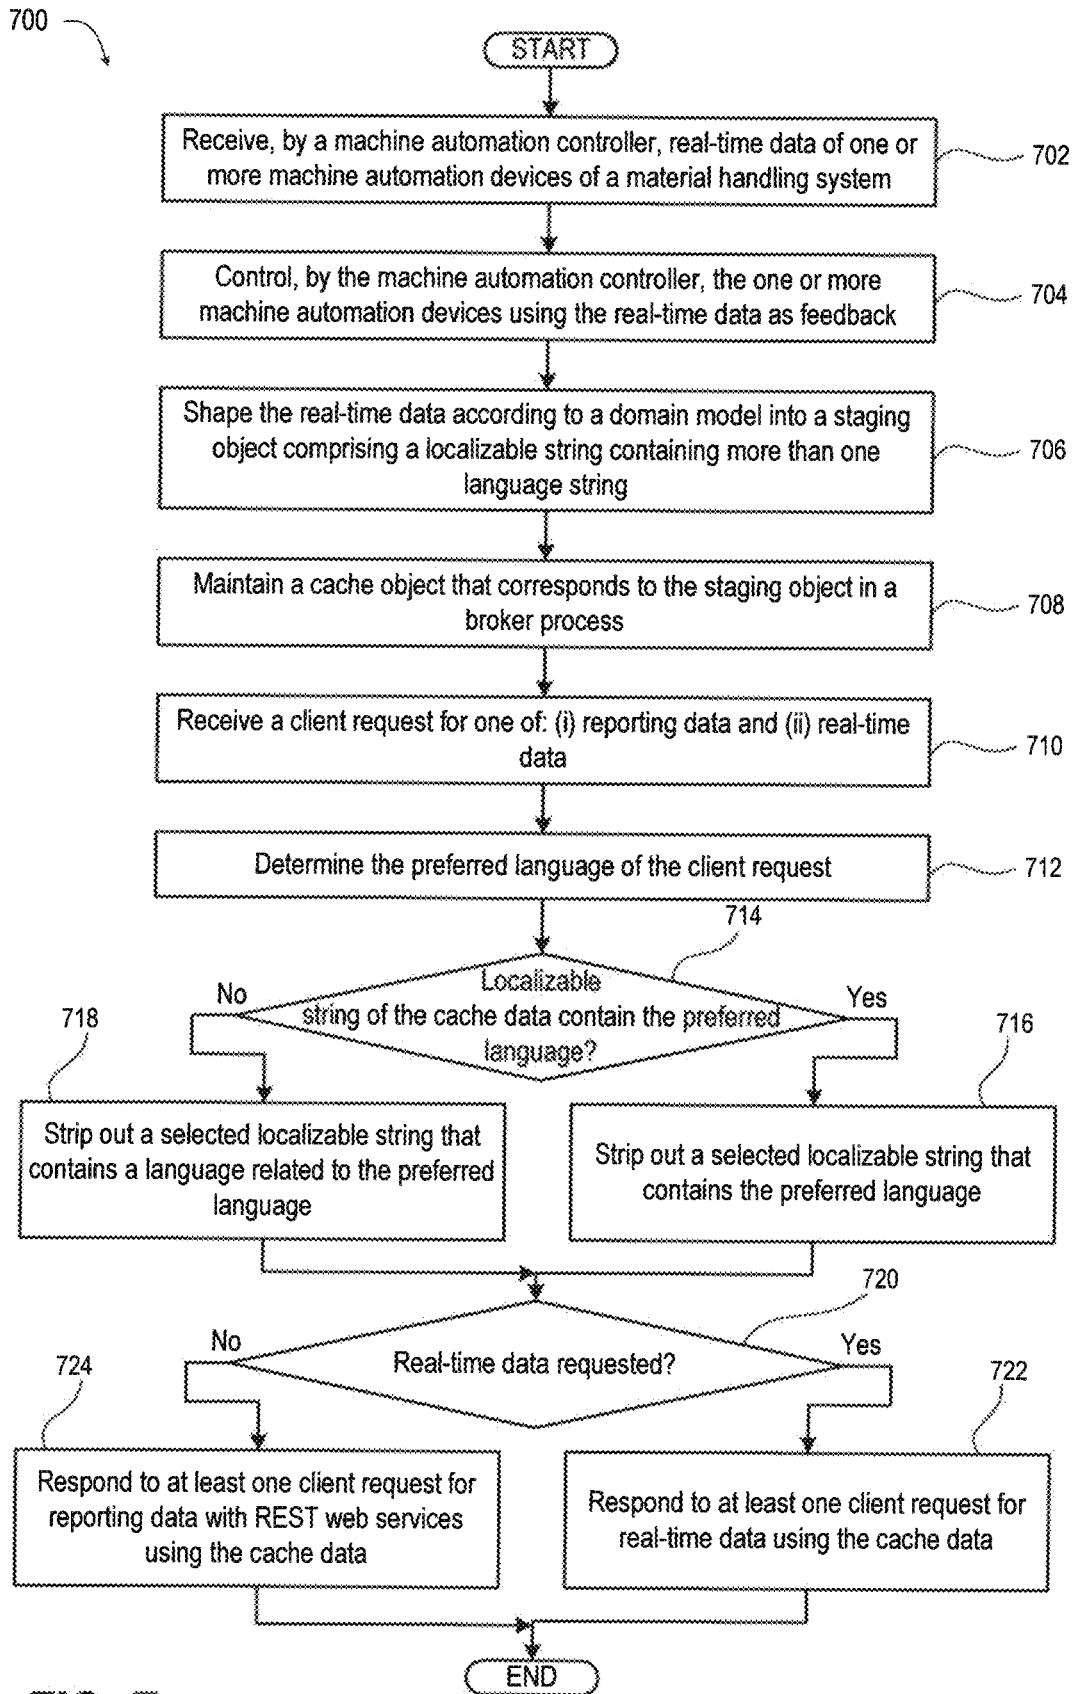 700
START
Receive, by a machine automation controller, real-time data of one or
more machine automation devices of a material handling system
702
Control, by the machine automation controller, the one or more
machine automation devices using the real-time data as feedback
704
Shape the real-time data according to a domain model into a staging
object comprising a localizable string containing more than one
language string
706
Maintain a cache object that corresponds to the staging object in a
broker process
708
Receive a client request for one of: (i) reporting data and (ii) real-time
data
710
Determine the preferred language of the client request
712
714
Localizable
string of the cache data contain the preferred
language?
No
Yes
718
716
Strip out a selected localizable string that
contains a language related to the preferred
language
Strip out a selected localizable string that
contains the preferred language
720
Real-time data requested?
No
Yes
724
722
Respond to at least one client request for
reporting data with REST web services
using the cache data
Respond to at least one client request for
real-time data using the cache data
END